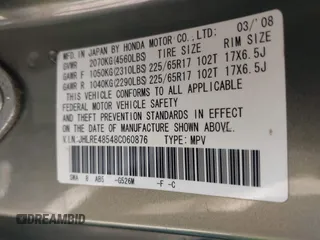 MFD. IN JAPAN BY HONDA MOTOR CO., LTD: 03/'08
GVWR 2070KG(4560LBS) TIRE SIZE RIM SIZE
GAWR F 1050KG(2310LBS) 225/65R17 102T 17X6.5J
GAWR R 1040KG(2290LBS) 225/65R17 102T 17X6.5J
THIS VEHICLE CONFORMS TO ALL APPLICABLE
FEDERAL MOTOR VEHICLE SAFETY
AND THEFT PREVENTION STANDARDS IN EFFECT
ON THE DATE OF MANUFACTURE SHOWN ABOVE.
V.I.N: JHLRE48548C060876 TYPE: MPV
SWA 0 ABS -G526M -F -C
DREAMBID